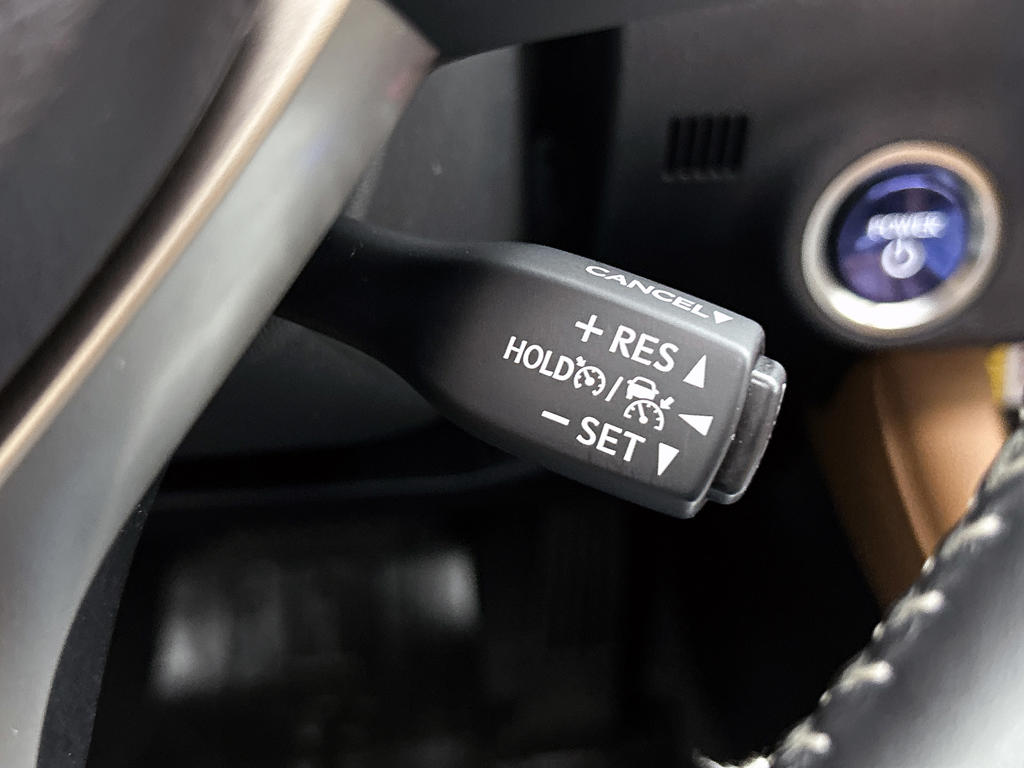 CANCEL
+ RES
HOLD /
− SET
POWER